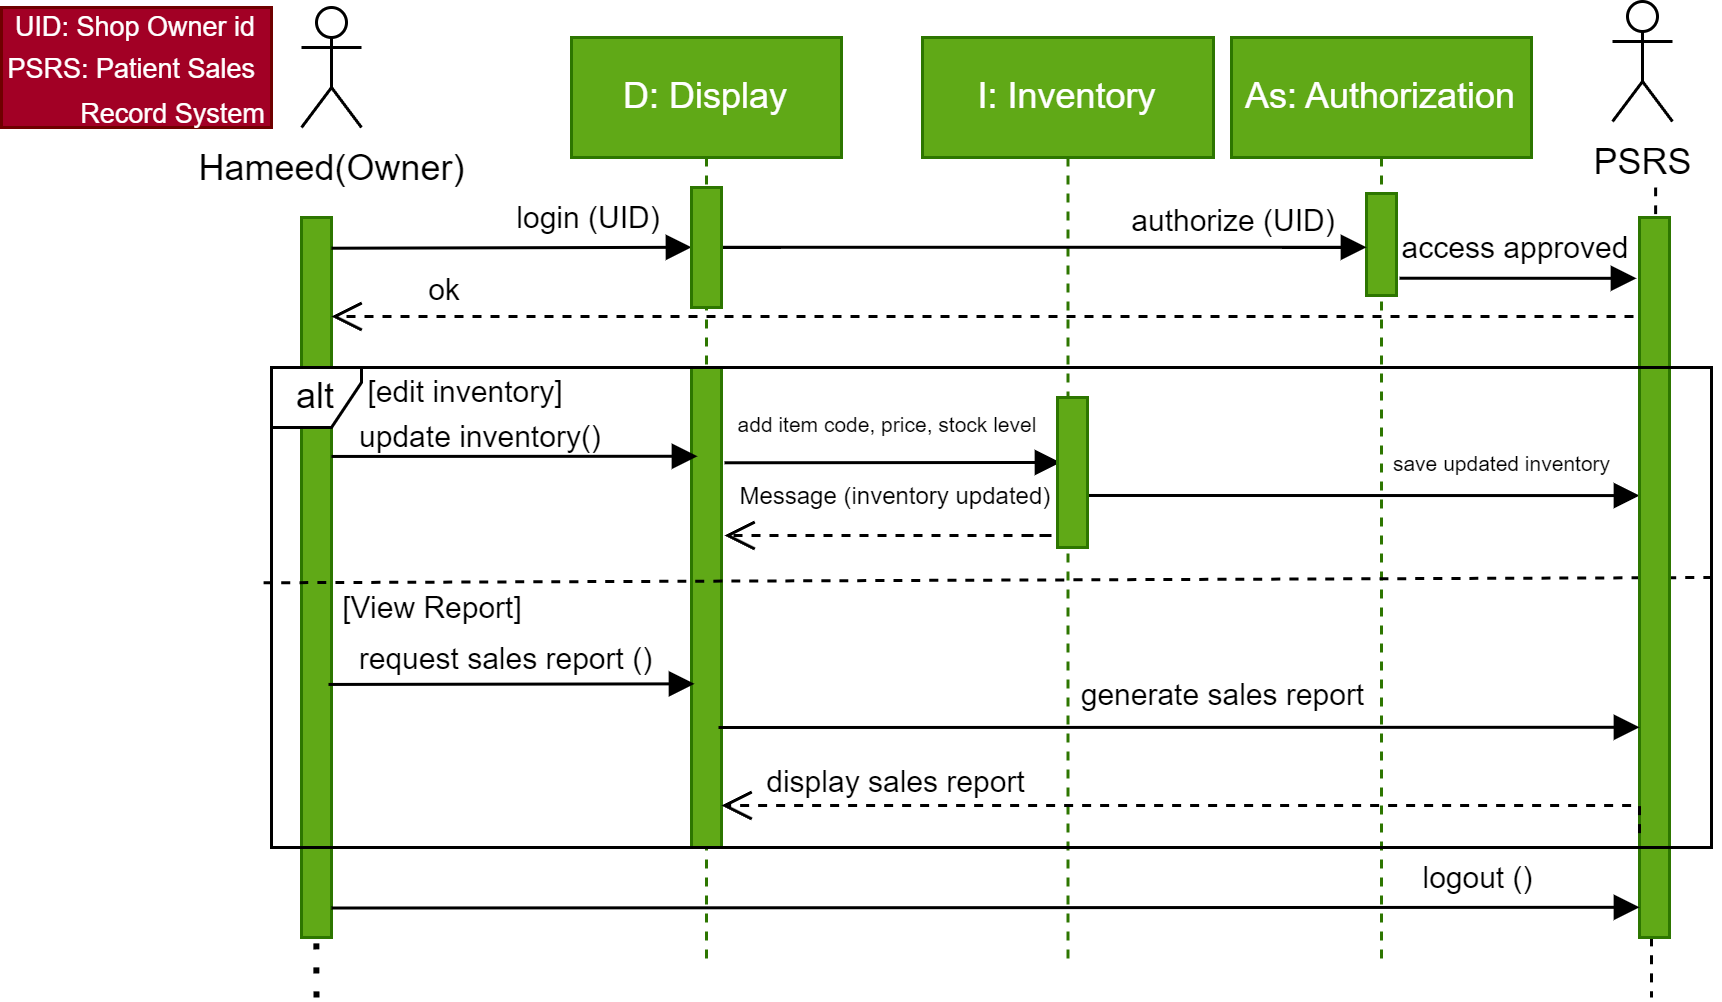 UID: Shop Owner id
PSRS: Patient Sales
Record System
Hameed(Owner)
D: Display
I: Inventory
As: Authorization
PSRS
login (UID)
authorize (UID)
access approved
ok
alt
[edit inventory]
update inventory()
add item code, price, stock level
save updated inventory
Message (inventory updated)
[View Report]
request sales report ()
generate sales report
display sales report
logout ()